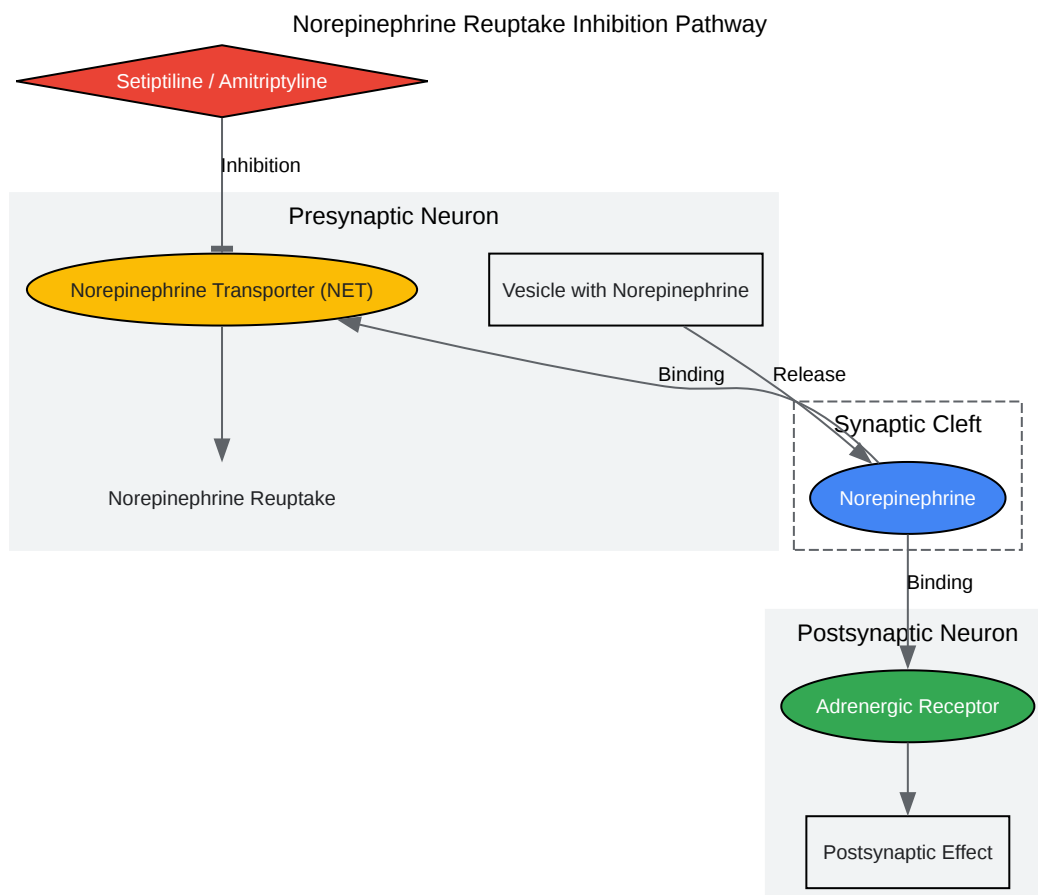 Norepinephrine Reuptake Inhibition Pathway
Setiptiline / Amitriptyline
Inhibition
Presynaptic Neuron
Norepinephrine Transporter (NET)
Vesicle with Norepinephrine
Binding
Release
Synaptic Cleft
Norepinephrine Reuptake
Norepinephrine
Binding
Postsynaptic Neuron
Adrenergic Receptor
Postsynaptic Effect